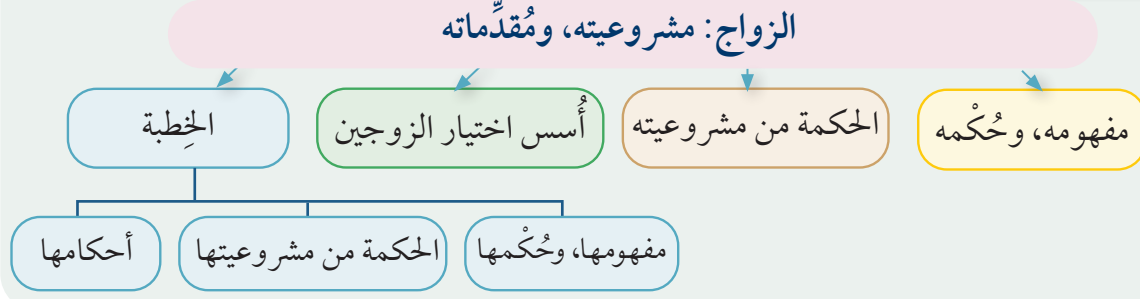 الزواج: مشروعيته، ومُقدِّماته
مفهومه، وحُكْمه
الحكمة من مشروعيته
أُسس اختيار الزوجين
الخِطبة
مفهومها، وحُكْمها
الحكمة من مشروعيتها
أحكامها